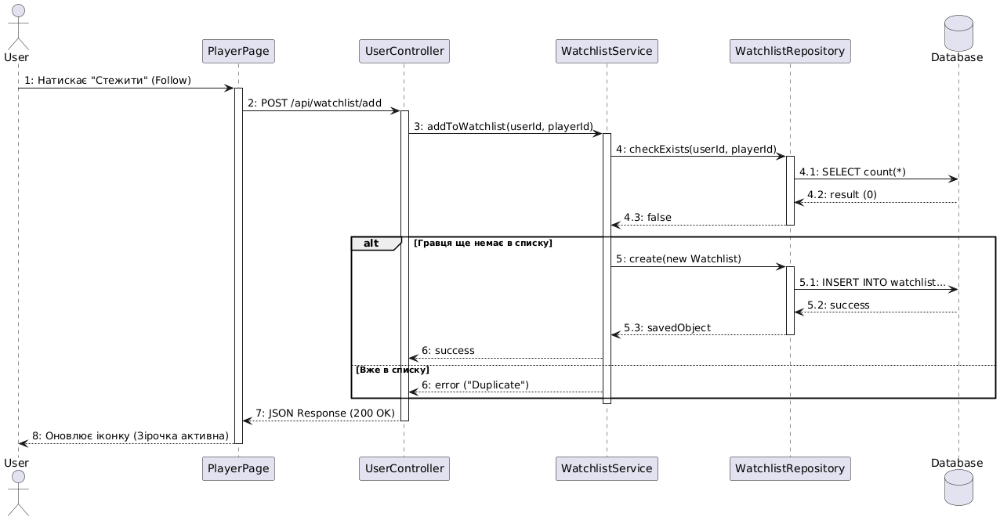 User
PlayerPage
UserController
WatchlistService
WatchlistRepository
Database
1: Натискає "Стежити" (Follow)
2: POST /api/watchlist/add
3: addToWatchlist(userId, playerId)
4: checkExists(userId, playerId)
4.1: SELECT count(*)
4.2: result (0)
4.3: false
alt
[Гравця ще немає в списку]
5: create(new Watchlist)
5.1: INSERT INTO watchlist...
5.2: success
5.3: savedObject
6: success
[Вже в списку]
6: error ("Duplicate")
7: JSON Response (200 OK)
8: Оновлює іконку (Зірочка активна)
User
PlayerPage
UserController
WatchlistService
WatchlistRepository
Database